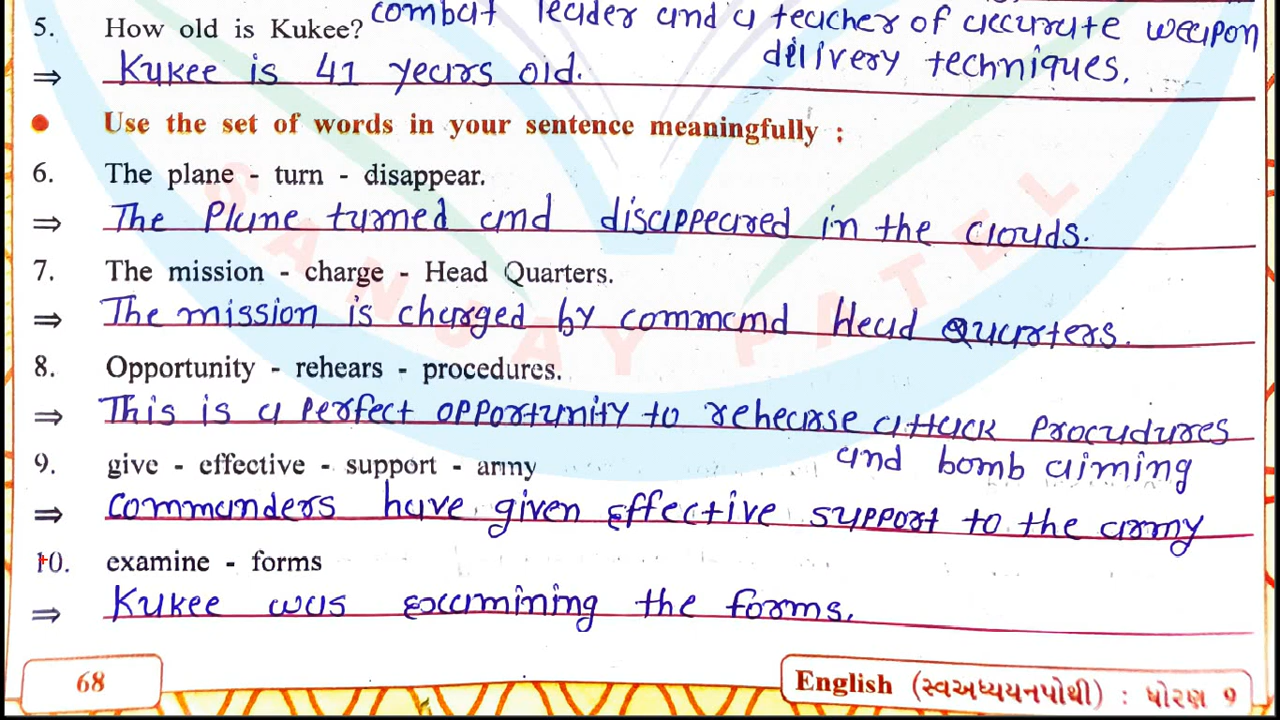 combat leader and a teacher of accurate weapon
5. How old is Kukee?
delivery techniques.
⇒ Kukee is 41 years old.
• Use the set of words in your sentence meaningfully :
6. The plane - turn - disappear.
⇒ The Plane turned and disappeared in the clouds.
7. The mission - charge - Head Quarters.
⇒ The mission is charged by command Head Quarters.
8. Opportunity - rehears - procedures.
⇒ This is a perfect opportunity to rehearse attack procudures
and bomb aiming
9. give - effective - support - army
⇒ commanders have given effective support to the army
10. examine - forms
⇒ Kukee was examining the forms.
SANJAY PATEL
68
English (સ્વઅધ્યયનપોથી) : ધોરણ 9